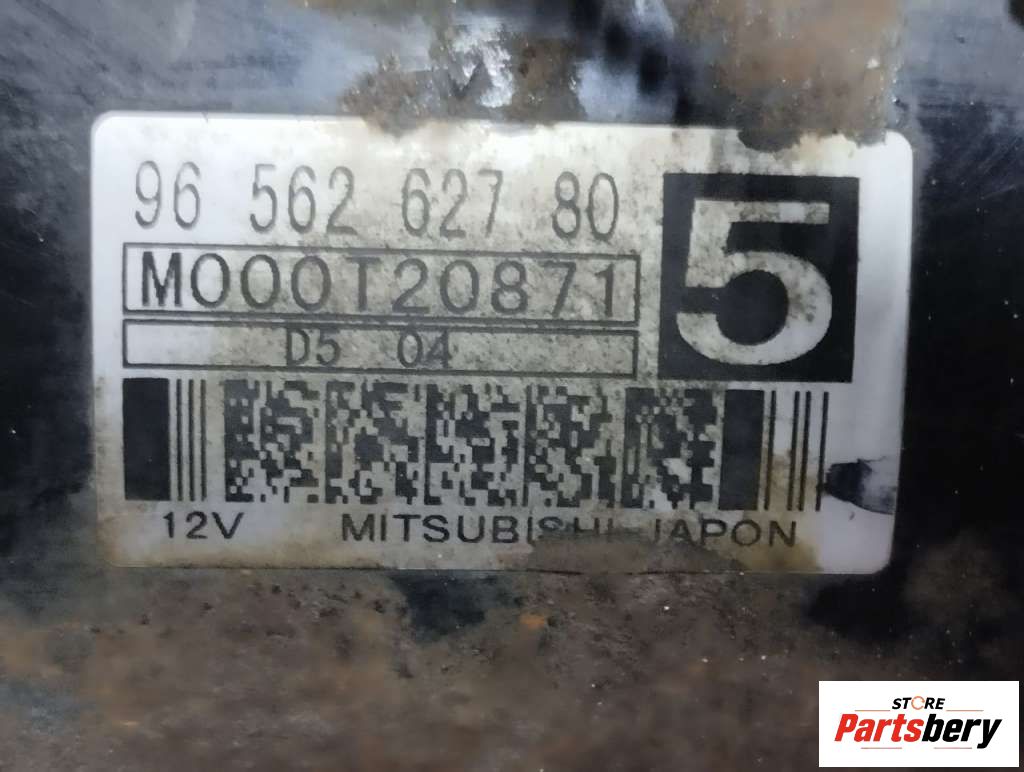 96 562 627 80
5
M000T20871
D5 04
12V MITSUBISHI JAPON
STORE
Partsbery